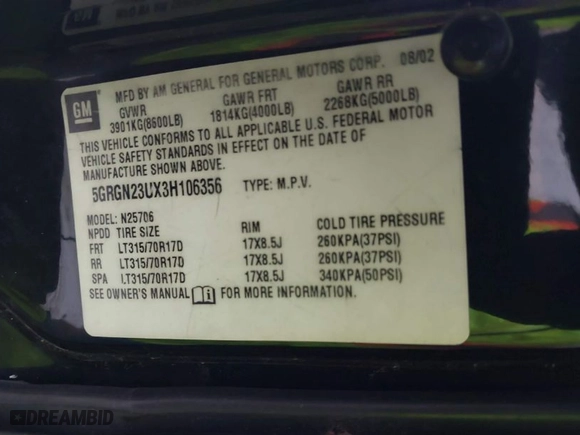 MFD BY AM GENERAL FOR GENERAL MOTORS CORP. 08/02
GM
GVWR GAWR FRT GAWR RR
3901KG(8600LB) 1814KG(4000LB) 2268KG(5000LB)
THIS VEHICLE CONFORMS TO ALL APPLICABLE U.S. FEDERAL MOTOR
VEHICLE SAFETY STANDARDS IN EFFECT ON THE DATE OF
MANUFACTURE SHOWN ABOVE.
5GRGN23UX3H106356 TYPE: M.P.V.
MODEL: N25706
NPDD TIRE SIZE RIM COLD TIRE PRESSURE
FRT LT315/70R17D 17X8.5J 260KPA(37PSI)
RR LT315/70R17D 17X8.5J 260KPA(37PSI)
SPA LT315/70R17D 17X8.5J 340KPA(50PSI)
SEE OWNER'S MANUAL FOR MORE INFORMATION.
DREAMBID